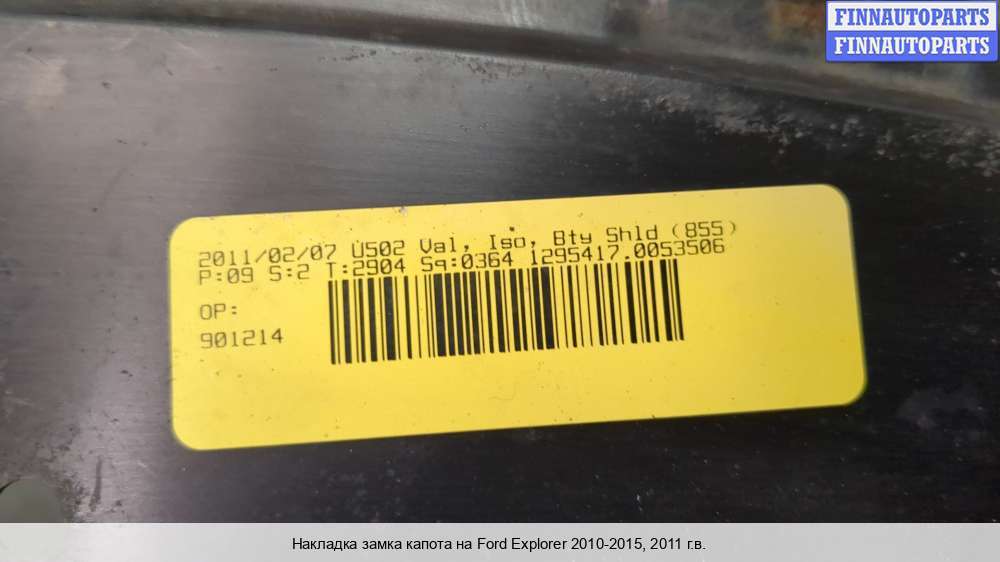 FINNAUTOPARTS
FINNAUTOPARTS
2011/02/07 U502 Val, Iso, Bty Shld (855)
P:09 S:2 T:2904 Sq:0364 1295417.0053506
OP:
901214
Накладка замка капота на Ford Explorer 2010-2015, 2011 г.в.